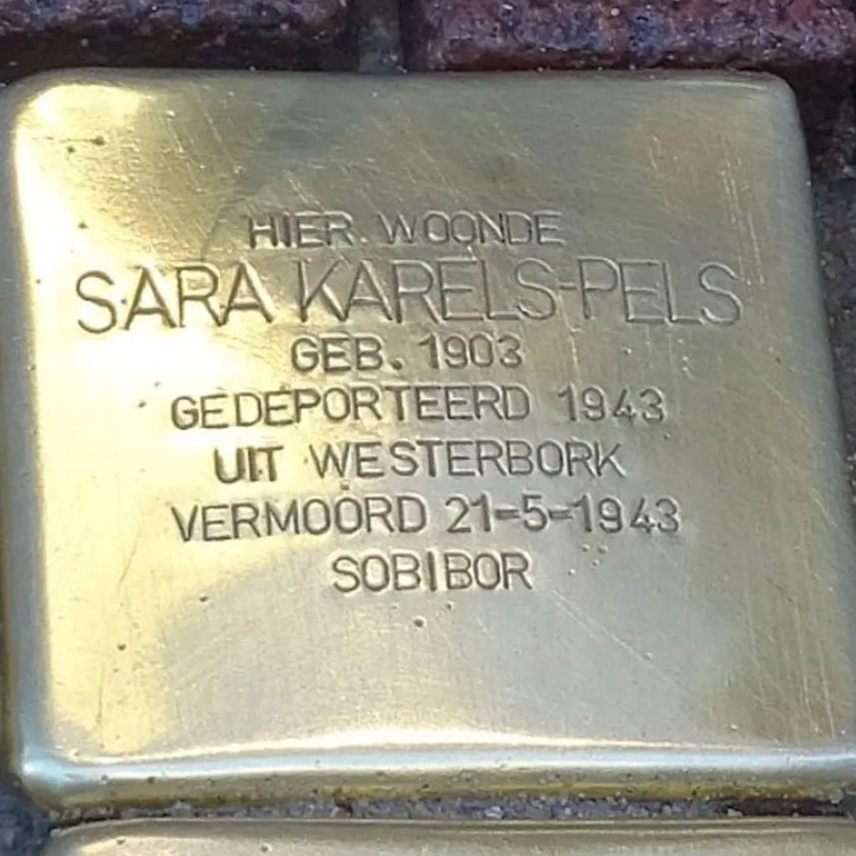 HIER WOONDE
SARA KARELS-PELS
GEB. 1903
GEDEPORTEERD 1943
UIT WESTERBORK
VERMOORD 21-5-1943
SOBIBOR